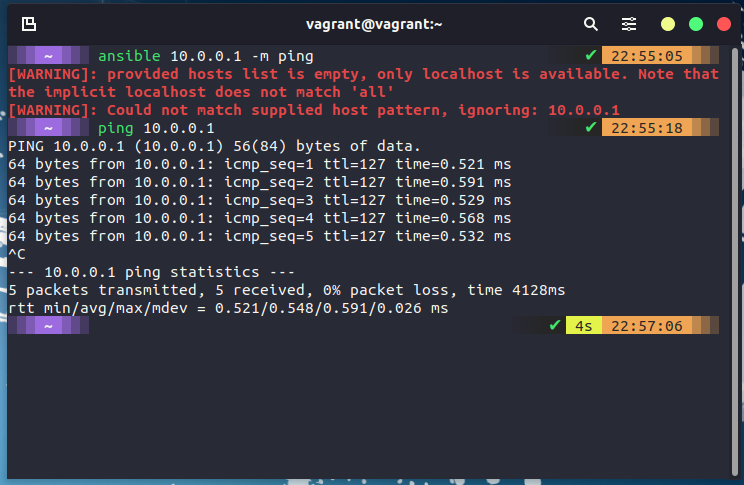 vagrant@vagrant:~
~ ansible 10.0.0.1 -m ping ✔ 22:55:05
[WARNING]: provided hosts list is empty, only localhost is available. Note that
the implicit localhost does not match 'all'
[WARNING]: Could not match supplied host pattern, ignoring: 10.0.0.1
~ ping 10.0.0.1 ✔ 22:55:18
PING 10.0.0.1 (10.0.0.1) 56(84) bytes of data.
64 bytes from 10.0.0.1: icmp_seq=1 ttl=127 time=0.521 ms
64 bytes from 10.0.0.1: icmp_seq=2 ttl=127 time=0.591 ms
64 bytes from 10.0.0.1: icmp_seq=3 ttl=127 time=0.529 ms
64 bytes from 10.0.0.1: icmp_seq=4 ttl=127 time=0.568 ms
64 bytes from 10.0.0.1: icmp_seq=5 ttl=127 time=0.532 ms
^C
--- 10.0.0.1 ping statistics ---
5 packets transmitted, 5 received, 0% packet loss, time 4128ms
rtt min/avg/max/mdev = 0.521/0.548/0.591/0.026 ms
~ ✔ 4s 22:57:06